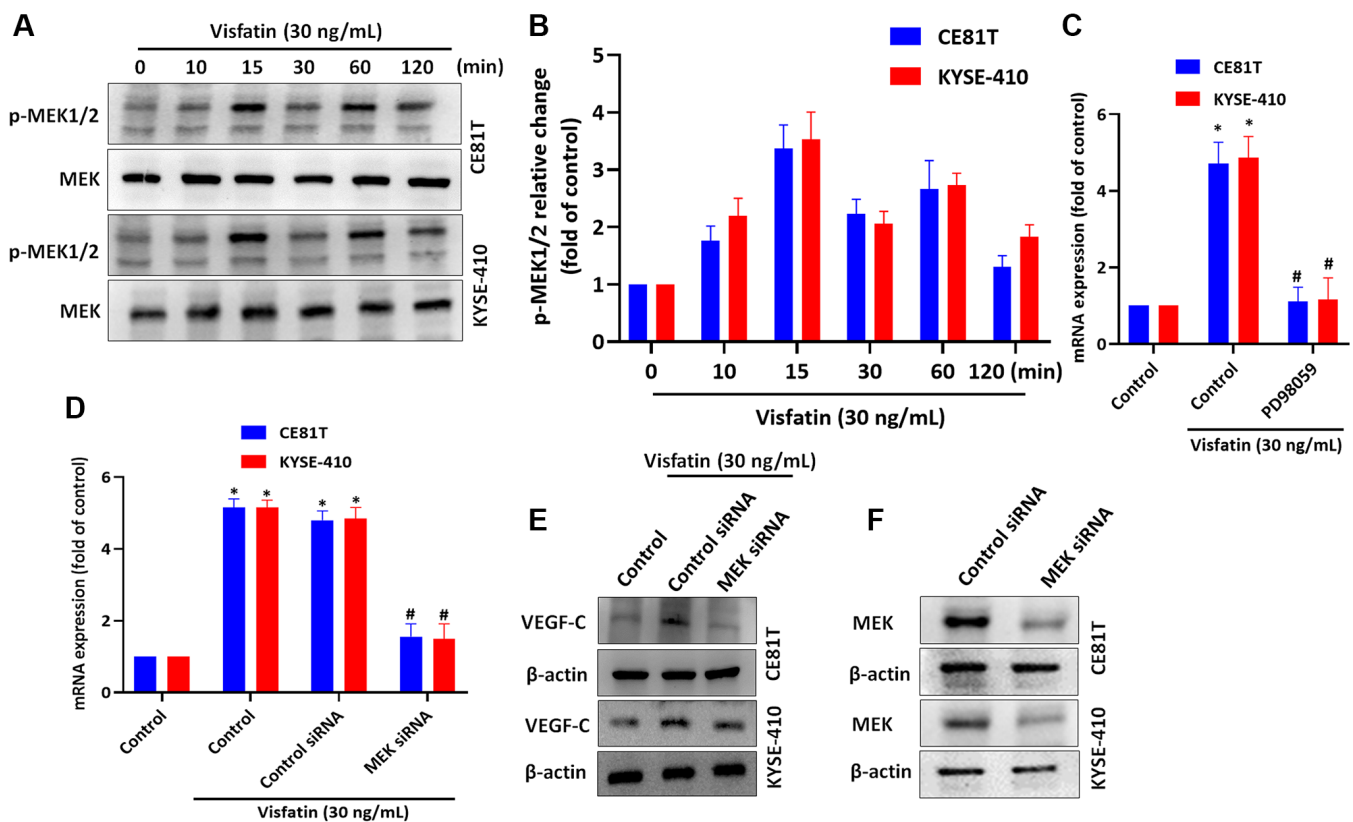 A
Visfatin (30 ng/mL)
0 10 15 30 60 120 (min)
p-MEK1/2
MEK
CE81T
p-MEK1/2
MEK
KYSE-410
B
CE81T
KYSE-410
p-MEK1/2 relative change
(fold of control)
5
4
3
2
1
0
0 10 15 30 60 120 (min)
Visfatin (30 ng/mL)
C
CE81T
KYSE-410
mRNA expression (fold of control)
6
4
2
0
* *
# #
Control
Control
PD98059
Visfatin (30 ng/mL)
D
CE81T
KYSE-410
mRNA expression (fold of control)
6
4
2
0
* * * *
# #
Control
Control
Control siRNA
MEK siRNA
Visfatin (30 ng/mL)
E
Visfatin (30 ng/mL)
Control
Control siRNA
MEK siRNA
VEGF-C
β-actin
CE81T
VEGF-C
β-actin
KYSE-410
F
Control siRNA
MEK siRNA
MEK
β-actin
CE81T
MEK
β-actin
KYSE-410